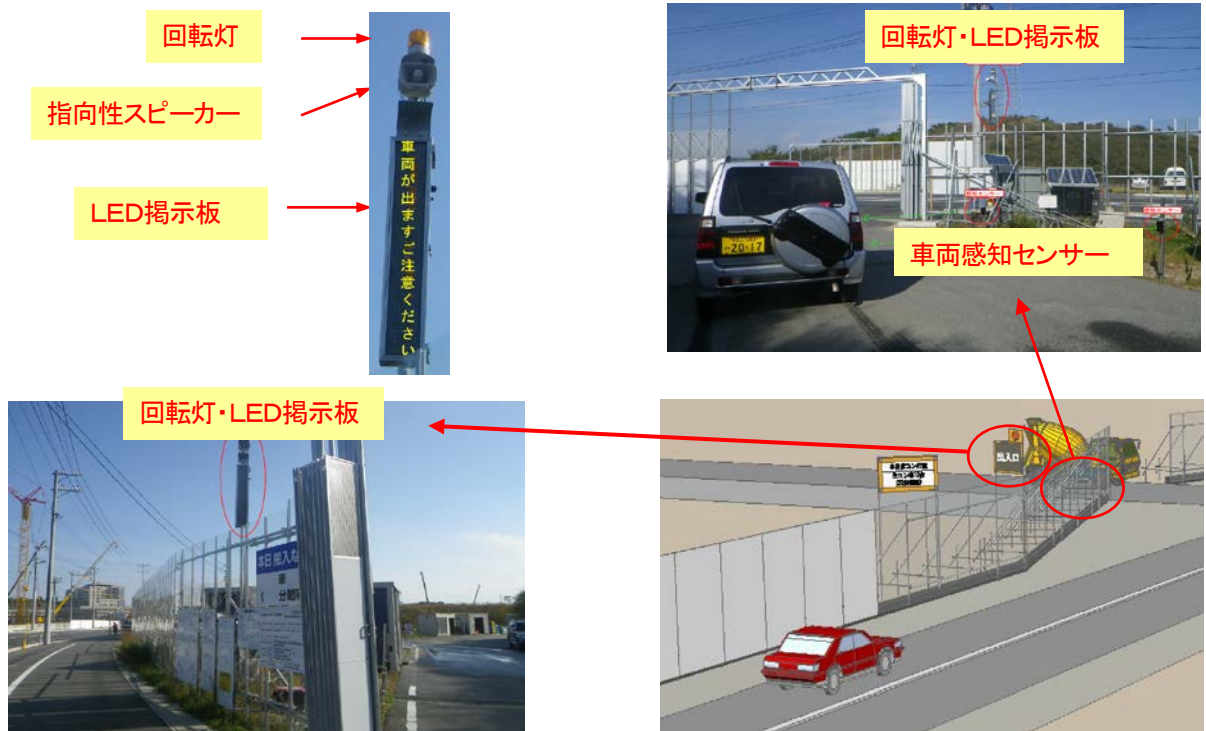 回転灯
指向性スピーカー
LED掲示板
車両が出ますご注意ください
回転灯・LED掲示板
車両感知センサー
20-17
回転灯・LED掲示板
本日搬入な
出入口